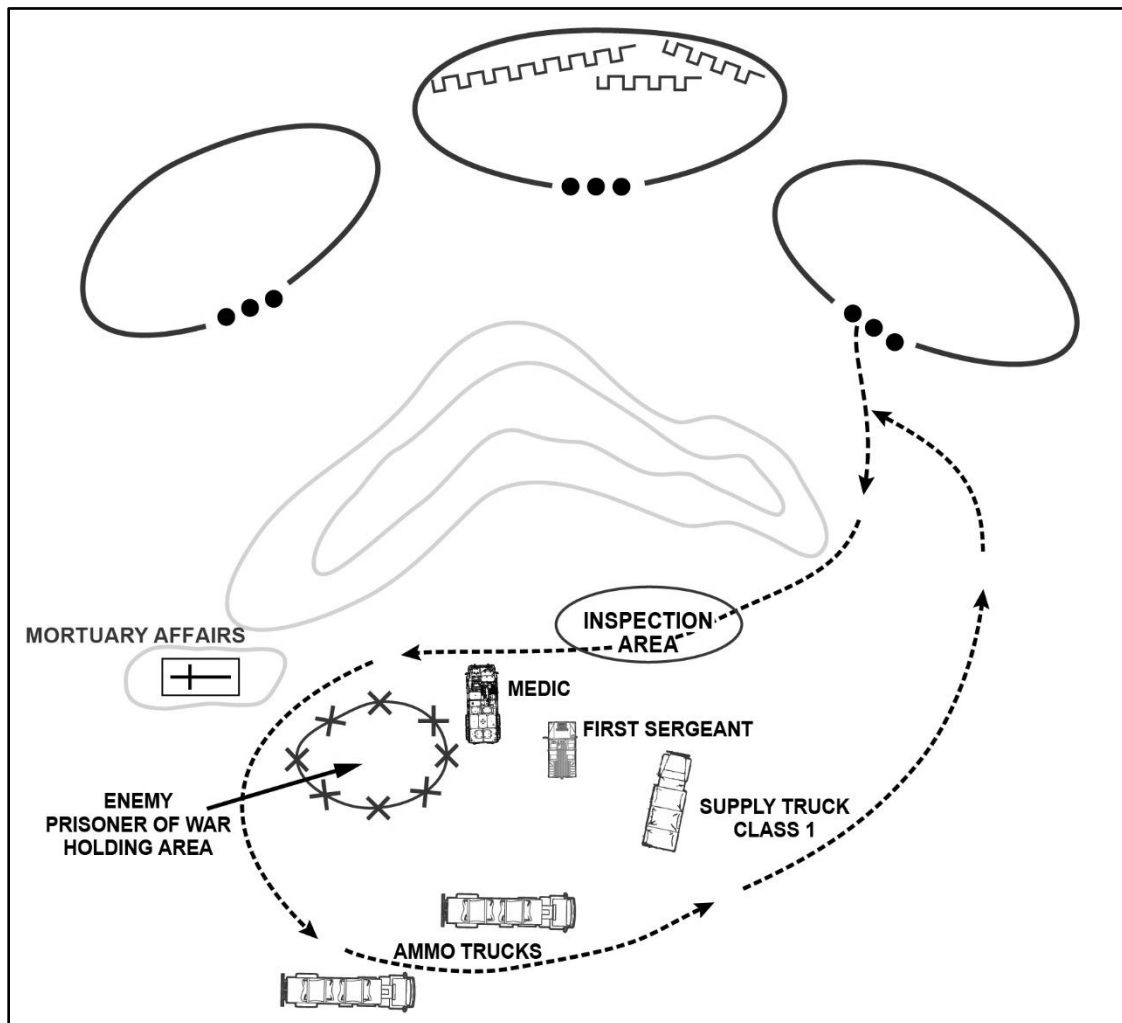 INSPECTION
AREA
MORTUARY AFFAIRS
MEDIC
FIRST SERGEANT
ENEMY
PRISONER OF WAR
HOLDING AREA
SUPPLY TRUCK
CLASS 1
AMMO TRUCKS